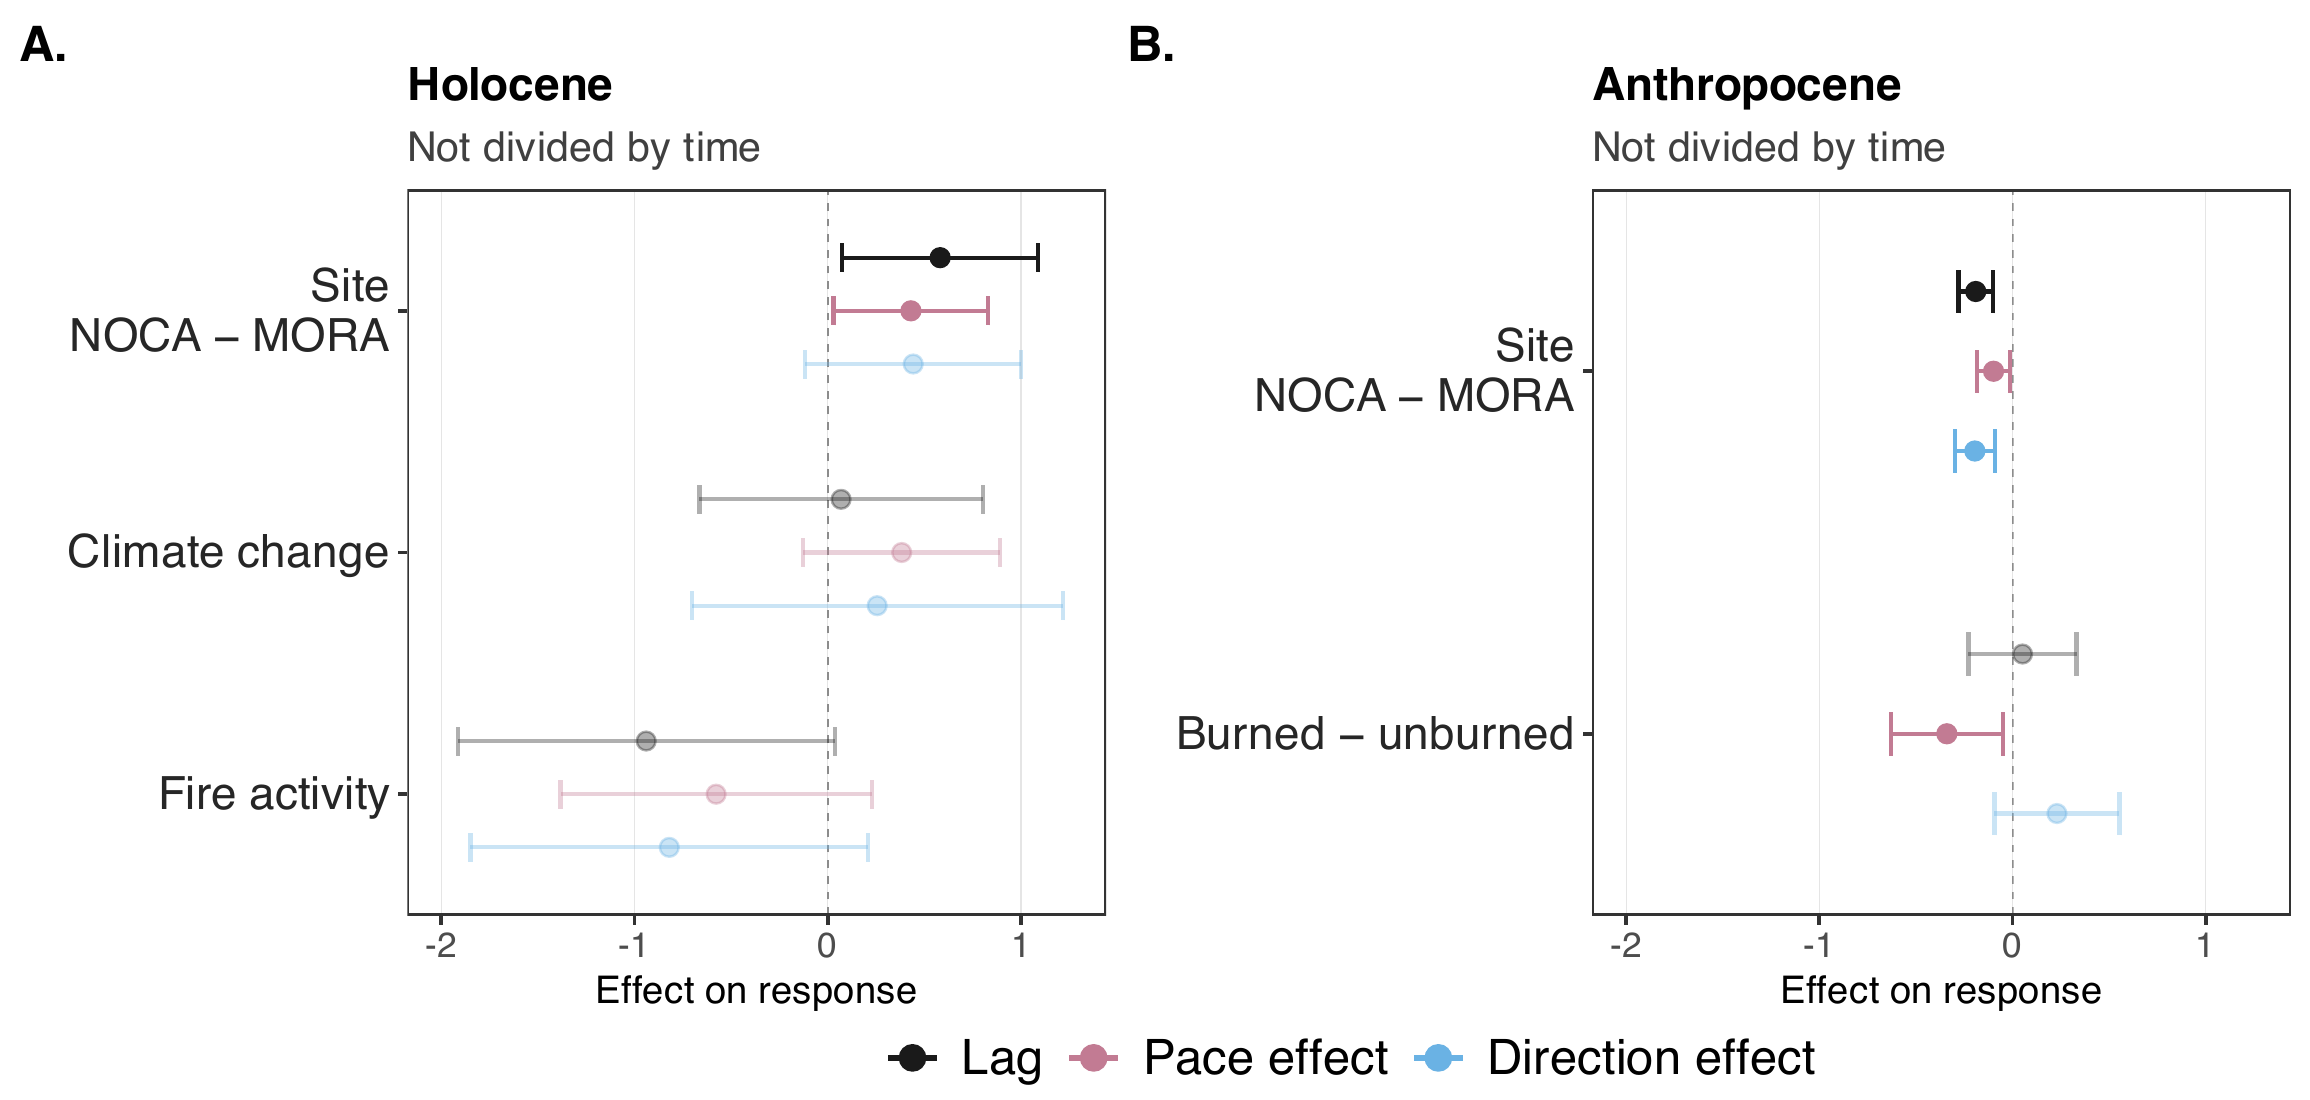 A.
Holocene
Not divided by time
Site
NOCA – MORA
Climate change
Fire activity
-2 -1 0 1
Effect on response
B.
Anthropocene
Not divided by time
Site
NOCA – MORA
Burned – unburned
-2 -1 0 1
Effect on response
Lag Pace effect Direction effect